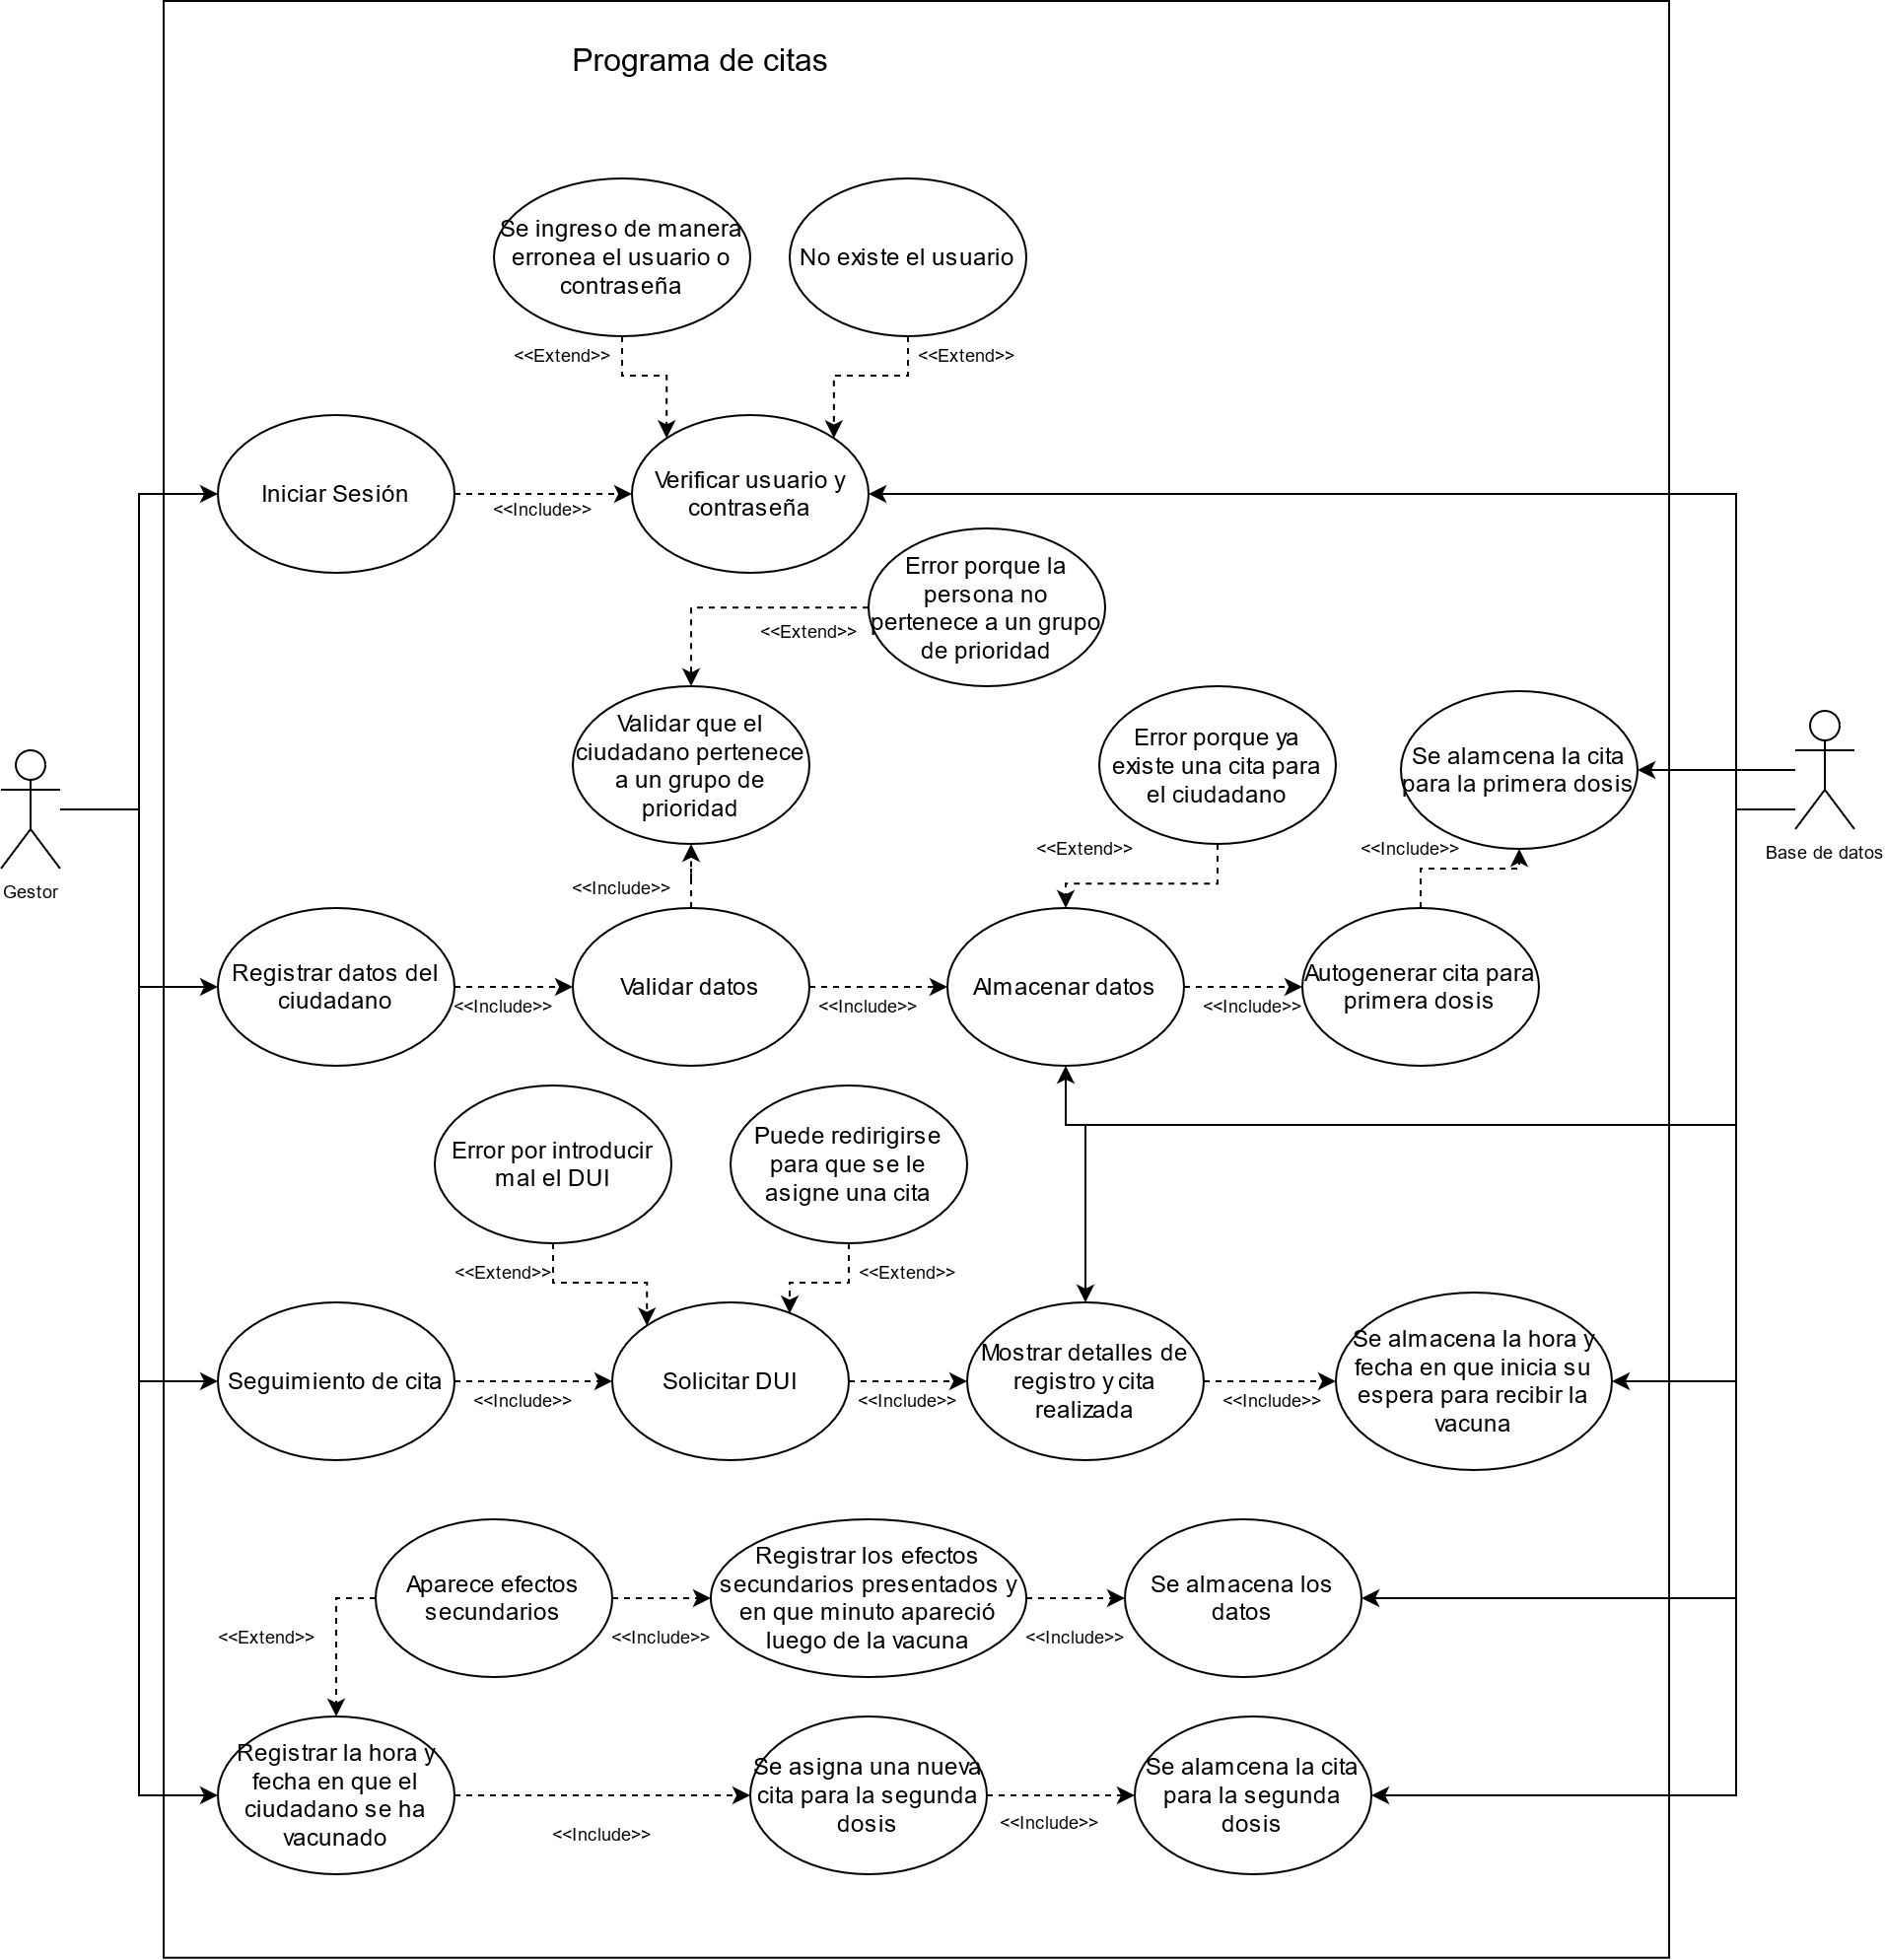 Programa de citas
Se ingreso de manera
erronea el usuario o
contraseña
No existe el usuario
<<Extend>>
<<Extend>>
Iniciar Sesión
<<Include>>
Verificar usuario y
contraseña
Error porque la
persona no
pertenece a un grupo
de prioridad
<<Extend>>
Validar que el
ciudadano pertenece
a un grupo de
prioridad
Error porque ya
existe una cita para
el ciudadano
Se alamcena la cita
para la primera dosis
Gestor
Base de datos
<<Include>>
<<Extend>>
<<Include>>
Registrar datos del
ciudadano
<<Include>>
Validar datos
<<Include>>
Almacenar datos
<<Include>>
Autogenerar cita para
primera dosis
Error por introducir
mal el DUI
Puede redirigirse
para que se le
asigne una cita
<<Extend>>
<<Extend>>
Seguimiento de cita
<<Include>>
Solicitar DUI
<<Include>>
Mostrar detalles de
registro y cita
realizada
<<Include>>
Se almacena la hora y
fecha en que inicia su
espera para recibir la
vacuna
Aparece efectos
secundarios
<<Include>>
Registrar los efectos
secundarios presentados y
en que minuto apareció
luego de la vacuna
<<Include>>
Se almacena los
datos
<<Extend>>
Registrar la hora y
fecha en que el
ciudadano se ha
vacunado
<<Include>>
Se asigna una nueva
cita para la segunda
dosis
<<Include>>
Se alamcena la cita
para la segunda
dosis